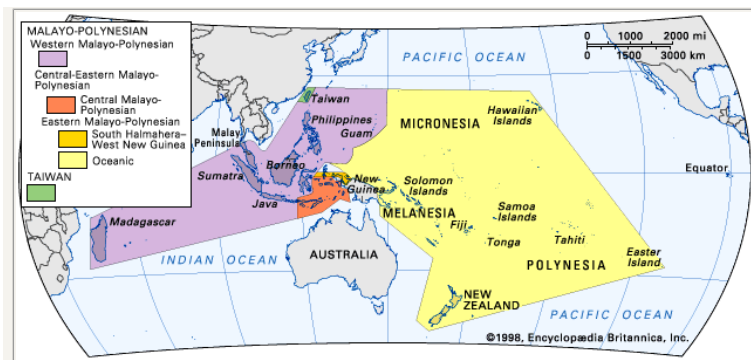 MALAYO-POLYNESIAN
Western Malayo-Polynesian
Central-Eastern Malayo-
Polynesian
Central Malayo-
Polynesian
Eastern Malayo-Polynesian
South Halmahera-
West New Guinea
Oceanic
TAIWAN
PACIFIC OCEAN
0 1000 2000 mi
0 1500 3000 km
Taiwan
Philippines
Guam
Hawaiian
Islands
MICRONESIA
Malay
Peninsula
Borneo
Sumatra
New
Guinea
Solomon
Islands
Equator
Java
MELANESIA
Samoa
Islands
Madagascar
Fiji
Tonga
Tahiti
Easter
Island
AUSTRALIA
INDIAN OCEAN
POLYNESIA
NEW
ZEALAND
PACIFIC OCEAN
©1998, Encyclopædia Britannica, Inc.